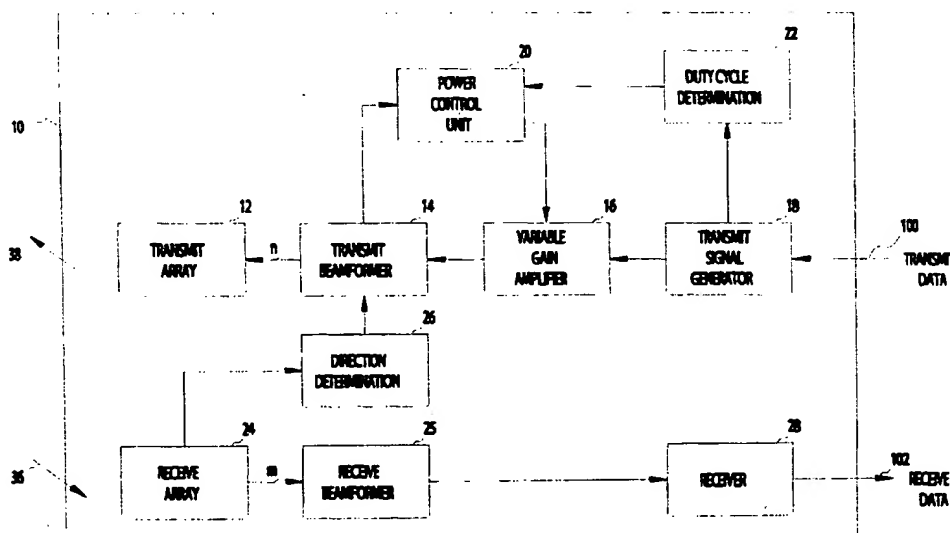 20
22
POWER
CONTROL
UNIT
DUTY CYCLE
DETERMINATION
10
12
14
16
18
100
38
TRANSMIT
ARRAY
n
TRANSMIT
BEAMFORMER
VARIABLE
GAIN
AMPLIFIER
TRANSMIT
SIGNAL
GENERATOR
TRANSMIT
DATA
26
DIRECTION
DETERMINATION
24
25
28
36
RECEIVE
ARRAY
m
RECEIVE
BEAMFORMER
RECEIVER
102
RECEIVE
DATA